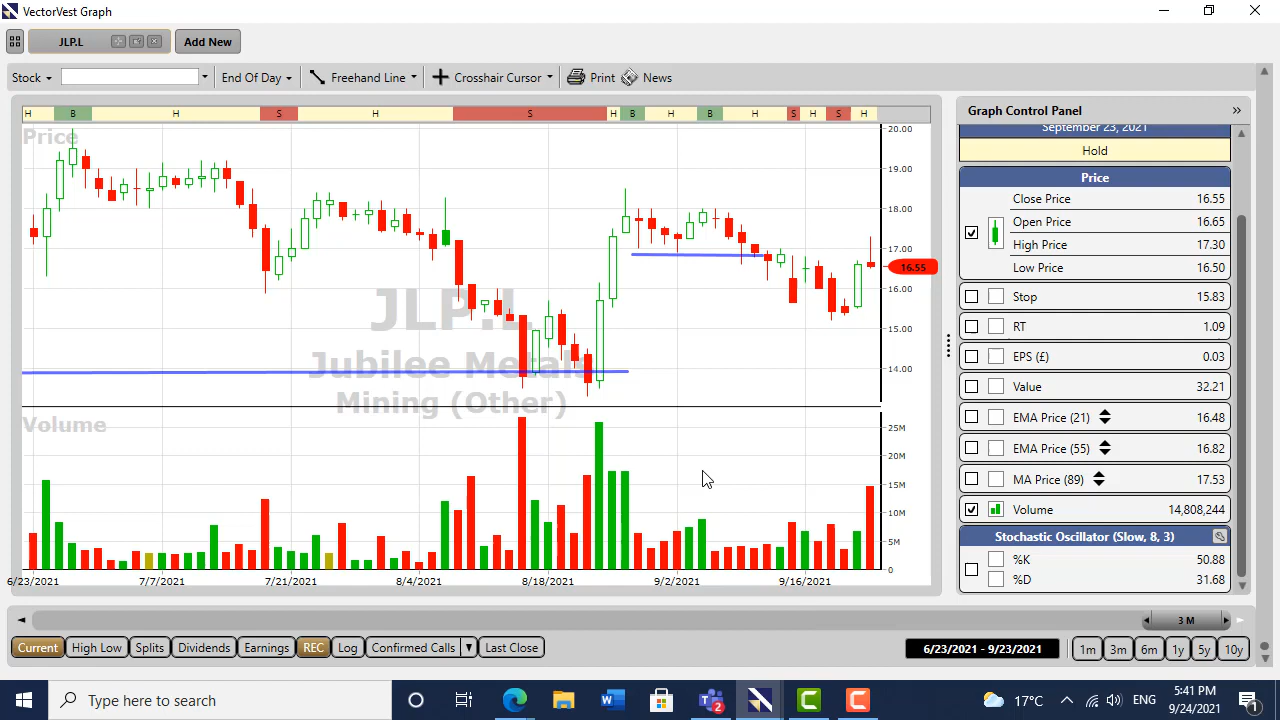 VectorVest Graph
JLP.L Add New
Stock End Of Day Freehand Line Crosshair Cursor Print News
H B H S H S H B H B H S H S H
Price
20.00
19.00
18.00
17.00
16.55
16.00
15.00
14.00
JLP.L
Jubilee Metals
Mining (Other)
Volume
25M
20M
15M
10M
5M
0
6/23/2021 7/7/2021 7/21/2021 8/4/2021 8/18/2021 9/2/2021 9/16/2021
Graph Control Panel »
September 23, 2021
Hold
Price
Close Price 16.55
Open Price 16.65
High Price 17.30
Low Price 16.50
Stop 15.83
RT 1.09
EPS (£) 0.03
Value 32.21
EMA Price (21) 16.48
EMA Price (55) 16.82
MA Price (89) 17.53
Volume 14,808,244
Stochastic Oscillator (Slow, 8, 3)
%K 50.88
%D 31.68
3 M
Current High Low Splits Dividends Earnings REC Log Confirmed Calls Last Close 6/23/2021 - 9/23/2021 1m 3m 6m 1y 5y 10y
Type here to search 2 17°C ENG 5:41 PM
9/24/2021 1